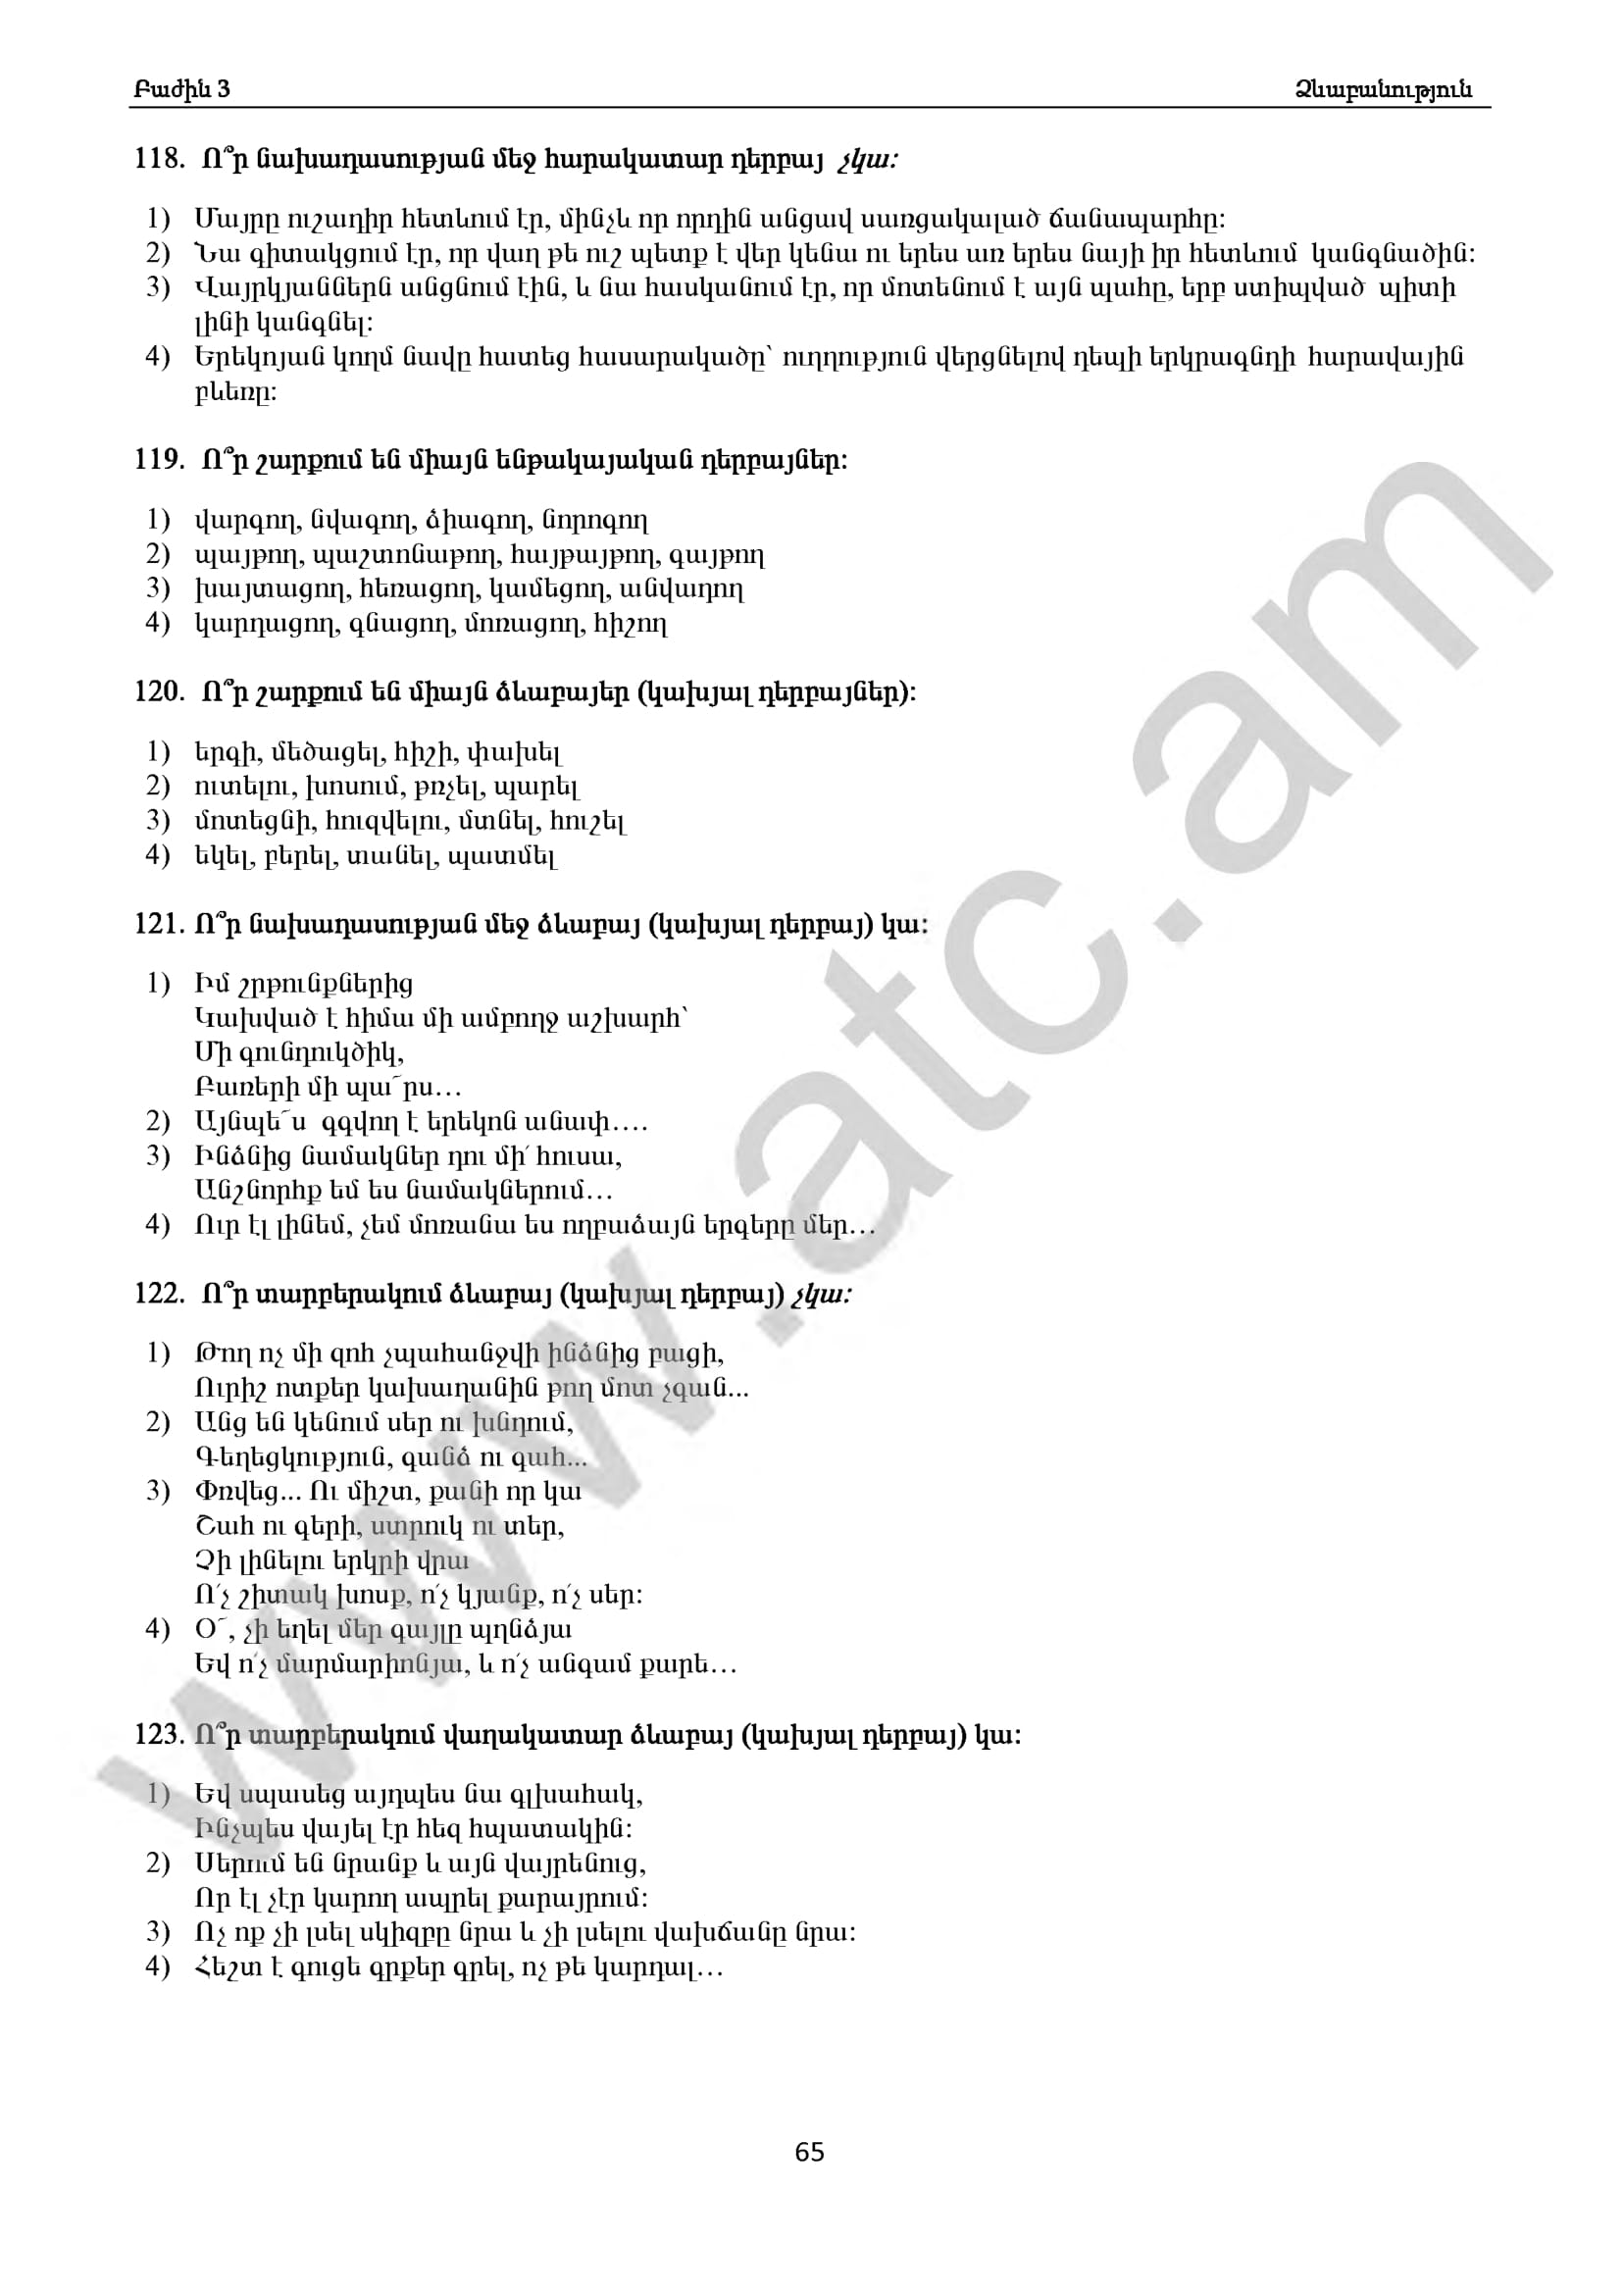 Բաժին 3 Ձևաբանություն
118. Ո՞ր նախադասության մեջ հարակատար դերբայ չկա:
1) Մայրը ուշադիր հետևում էր, մինչև որ որդին անցավ սառցակալած ճանապարհը:
2) Նա գիտակցում էր, որ վաղ թե ուշ պետք է վեր կենա ու երես առ երես նայի իր հետևում կանգնածին:
3) Վայրկյաններն անցնում էին, և նա հասկանում էր, որ մոտենում է այն պահը, երբ ստիպված պիտի
լինի կանգնել:
4) Երեկոյան կողմ նավը հատեց հասարակածը՝ ուղղություն վերցնելով դեպի երկրագնդի հարավային
բևեռը:
119. Ո՞ր շարքում են միայն ենթակայական դերբայներ:
1) վարգող, նվագող, ձիագող, նորոգող
2) պայթող, պաշտոնաթող, հայթայթող, գայթող
3) խայտացող, հեռացող, կամեցող, անվադող
4) կարդացող, գնացող, մոռացող, հիշող
120. Ո՞ր շարքում են միայն ձևաբայեր (կախյալ դերբայներ):
1) երգի, մեծացել, հիշի, փախել
2) ուտելու, խոսում, թռչել, պարել
3) մոտեցնի, հուզվելու, մտնել, հուշել
4) եկել, բերել, տանել, պատմել
121. Ո՞ր նախադասության մեջ ձևաբայ (կախյալ դերբայ) կա:
1) Իմ շրթունքներից
Կախված է հիմա մի ամբողջ աշխարհ՝
Մի գունդուկծիկ,
Բառերի մի պա՜րս…
2) Այնպե՜ս գգվող է երեկոն անափ….
3) Ինձնից նամակներ դու մի՛ հուսա,
Անշնորհք եմ ես նամակներում…
4) Ուր էլ լինեմ, չեմ մոռանա ես ողբաձայն երգերը մեր…
122. Ո՞ր տարբերակում ձևաբայ (կախյալ դերբայ) չկա:
1) Թող ոչ մի զոհ չպահանջվի ինձնից բացի,
Ուրիշ ոտքեր կախաղանին թող մոտ չգան...
2) Անց են կենում սեր ու խնդում,
Գեղեցկություն, գանձ ու գահ...
3) Փռվեց... Ու միշտ, քանի որ կա
Շահ ու գերի, ստրուկ ու տեր,
Չի լինելու երկրի վրա
Ո՛չ շիտակ խոսք, ո՛չ կյանք, ո՛չ սեր:
4) Օ՜, չի եղել մեր գայլը պղնձյա
Եվ ո՛չ մարմարիոնյա, և ո՛չ անգամ քարե…
123. Ո՞ր տարբերակում վաղակատար ձևաբայ (կախյալ դերբայ) կա:
1) Եվ սպասեց այդպես նա գլխահակ,
Ինչպես վայել էր հեզ հպատակին:
2) Սերում են նրանք և այն վայրենուց,
Որ էլ չէր կարող ապրել քարայրում:
3) Ոչ ոք չի լսել սկիզբը նրա և չի լսելու վախճանը նրա:
4) Հեշտ է գուցե գրքեր գրել, ոչ թե կարդալ…
65
www.atc.am